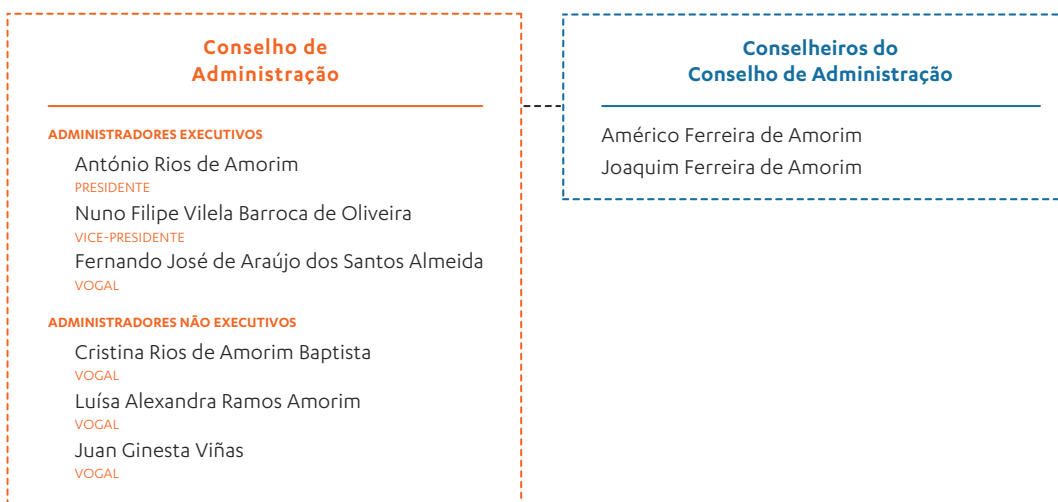 Conselho de
Administração
ADMINISTRADORES EXECUTIVOS
António Rios de Amorim
PRESIDENTE
Nuno Filipe Vilela Barroca de Oliveira
VICE-PRESIDENTE
Fernando José de Araújo dos Santos Almeida
VOGAL
ADMINISTRADORES NÃO EXECUTIVOS
Cristina Rios de Amorim Baptista
VOGAL
Luísa Alexandra Ramos Amorim
VOGAL
Juan Ginesta Viñas
VOGAL
Conselheiros do
Conselho de Administração
Américo Ferreira de Amorim
Joaquim Ferreira de Amorim